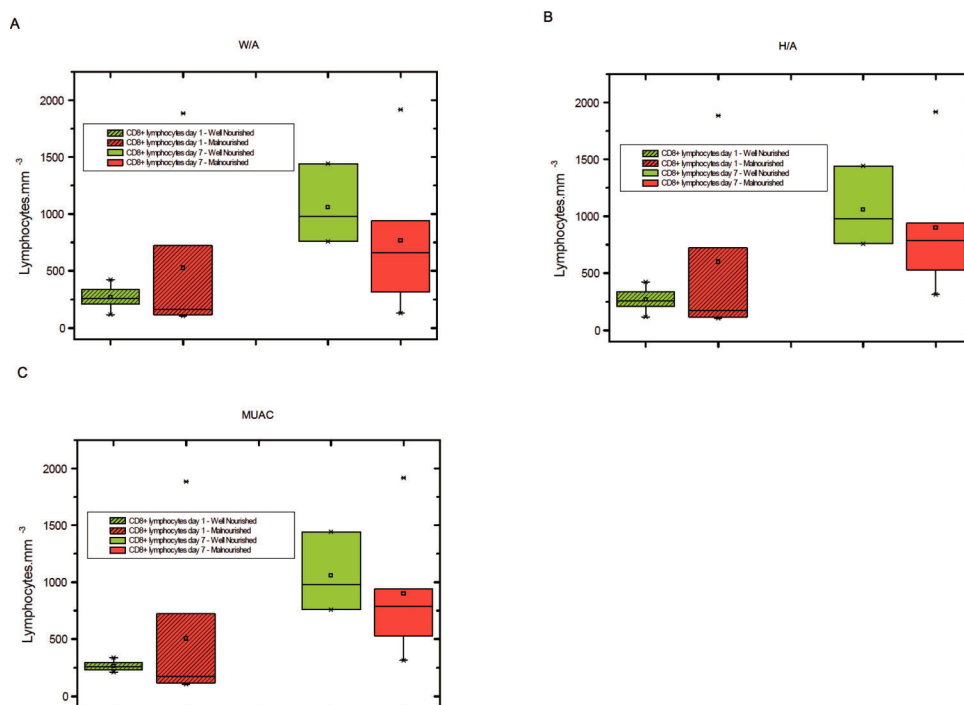 A
W/A
2000
1500
1000
500
0
Lymphocytes.mm -3
CD8+ lymphocytes day 1 - Well Nourished
CD8+ lymphocytes day 1 - Malnourished
CD8+ lymphocytes day 7 - Well Nourished
CD8+ lymphocytes day 7 - Malnourished
B
H/A
2000
1500
1000
500
0
Lymphocytes.mm -3
CD8+ lymphocytes day 1 - Well Nourished
CD8+ lymphocytes day 1 - Malnourished
CD8+ lymphocytes day 7 - Well Nourished
CD8+ lymphocytes day 7 - Malnourished
C
MUAC
2000
1500
1000
500
0
Lymphocytes.mm -3
CD8+ lymphocytes day 1 - Well Nourished
CD8+ lymphocytes day 1 - Malnourished
CD8+ lymphocytes day 7 - Well Nourished
CD8+ lymphocytes day 7 - Malnourished